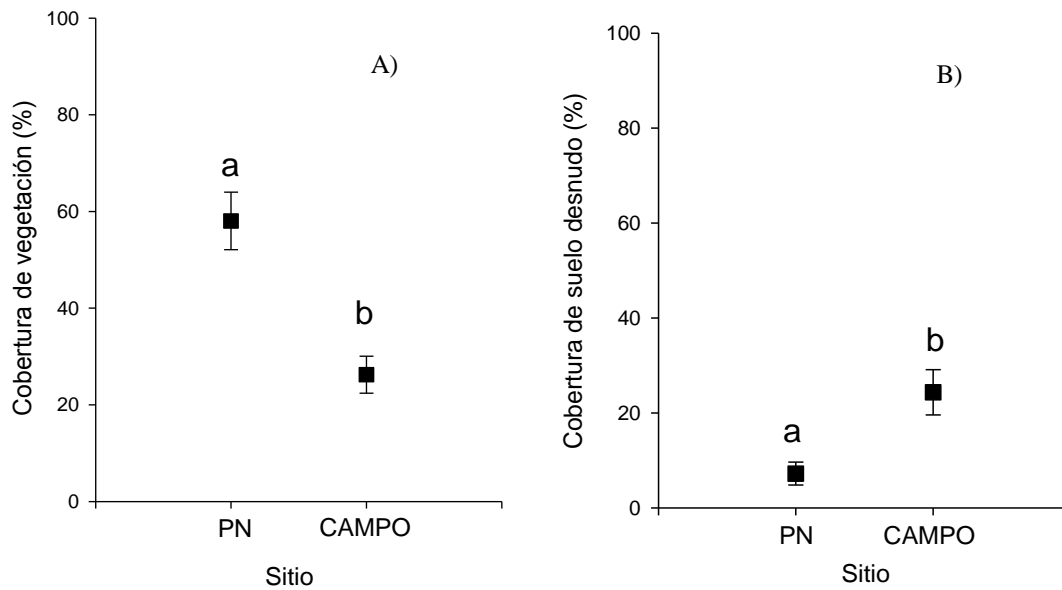 A)
Cobertura de vegetación (%)
100
80
60
40
20
0
a
b
PN CAMPO
Sitio
B)
Cobertura de suelo desnudo (%)
100
80
60
40
20
0
a
b
PN CAMPO
Sitio